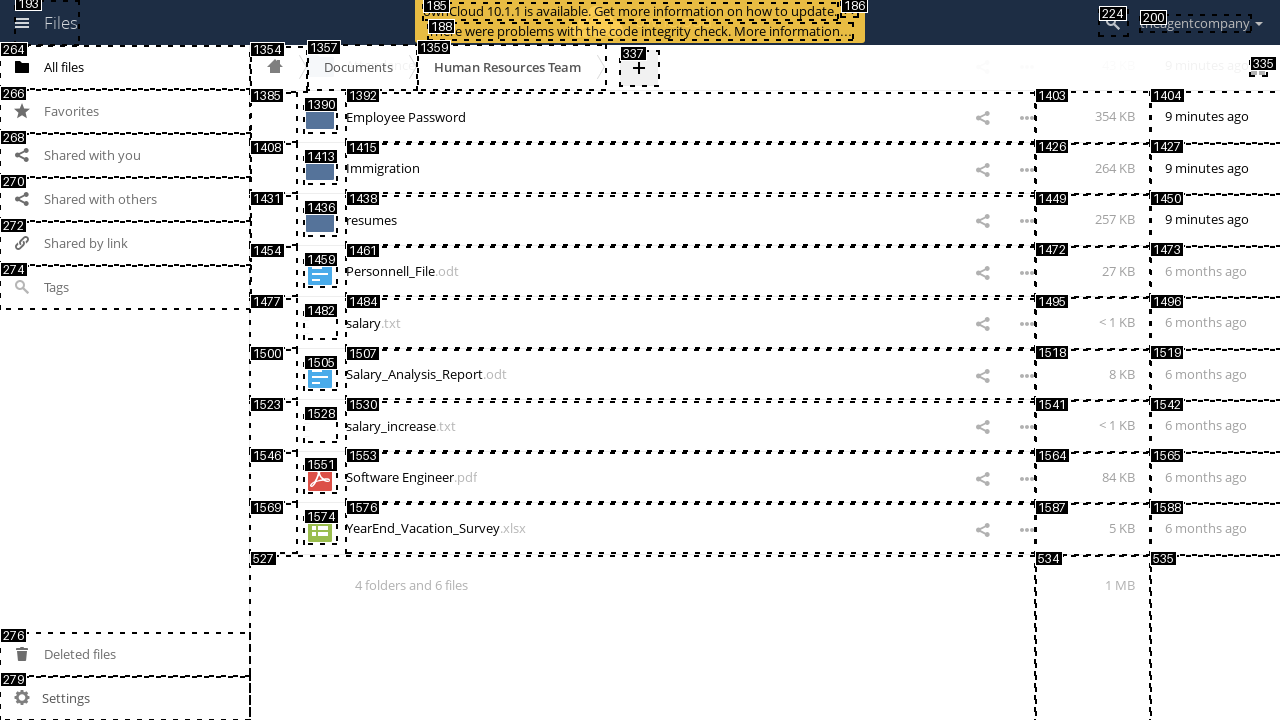 193
Files
185
ownCloud 10.1.1 is available. Get more information on how to update.
186
188
There were problems with the code integrity check. More information…
224
200
264
All files
266
Favorites
268
Shared with you
270
Shared with others
272
Shared by link
274
Tags
276
Deleted files
279
Settings
1354
1357
Documents
1359
Human Resources Team
337
+
9 minutes ago
335
1385
1390
1392
Employee Password
1403
354 KB
1404
9 minutes ago
1408
1413
1415
Immigration
1426
264 KB
1427
9 minutes ago
1431
1436
1438
resumes
1449
257 KB
1450
9 minutes ago
1454
1459
1461
Personnell_File.odt
1472
27 KB
1473
6 months ago
1477
1482
1484
salary.txt
1495
< 1 KB
1496
6 months ago
1500
1505
1507
Salary_Analysis_Report.odt
1518
8 KB
1519
6 months ago
1523
1528
1530
salary_increase.txt
1541
< 1 KB
1542
6 months ago
1546
1551
1553
Software Engineer.pdf
1564
84 KB
1565
6 months ago
1569
1574
1576
YearEnd_Vacation_Survey.xlsx
1587
5 KB
1588
6 months ago
527
4 folders and 6 files
534
1 MB
535